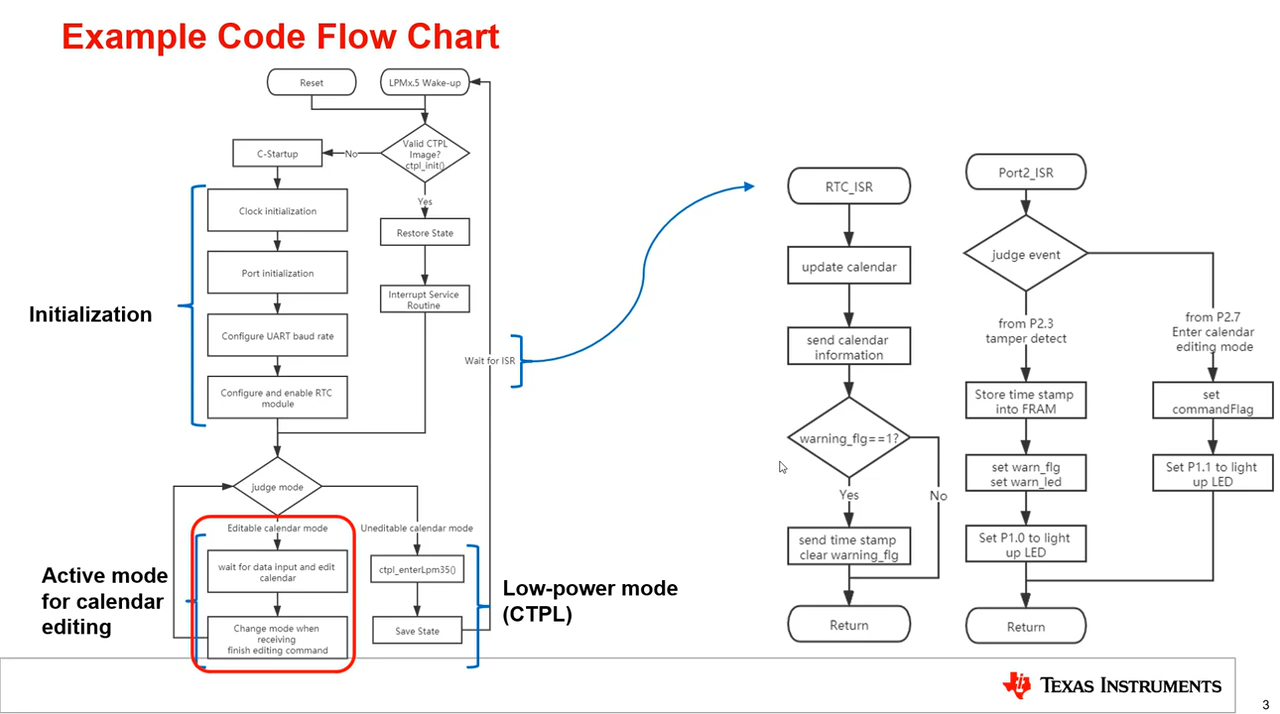 Example Code Flow Chart
Reset
LPMx.5 Wake-up
Valid CTPL
Image?
ctpl_init()
No
C-Startup
Yes
Clock initialization
Restore State
Port initialization
Interrupt Service
Routine
Initialization
Configure UART baud rate
Wait for ISR
Configure and enable RTC
module
judge mode
Editable calendar mode
Uneditable calendar mode
wait for data input and edit
calendar
ctpl_enterLpm35()
Active mode
for calendar
editing
Low-power mode
(CTPL)
Change mode when
receiving
finish editing command
Save State
RTC_ISR
update calendar
send calendar
information
warning_flg==1?
Yes
No
send time stamp
clear warning_flg
Return
Port2_ISR
judge event
from P2.3
tamper detect
from P2.7
Enter calendar
editing mode
Store time stamp
into FRAM
set
commandFlag
set warn_flg
set warn_led
Set P1.1 to light
up LED
Set P1.0 to light
up LED
Return
TEXAS INSTRUMENTS
3